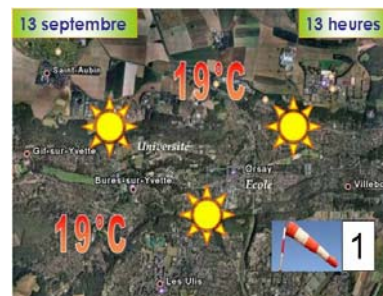 13 septembre
13 heures
Saint-Aubin
19°C
Gif-sur-Yvette
Université
Bures-sur-Yvette
Orsay
Ecole
Villebo
19°C
1
Les Ulis